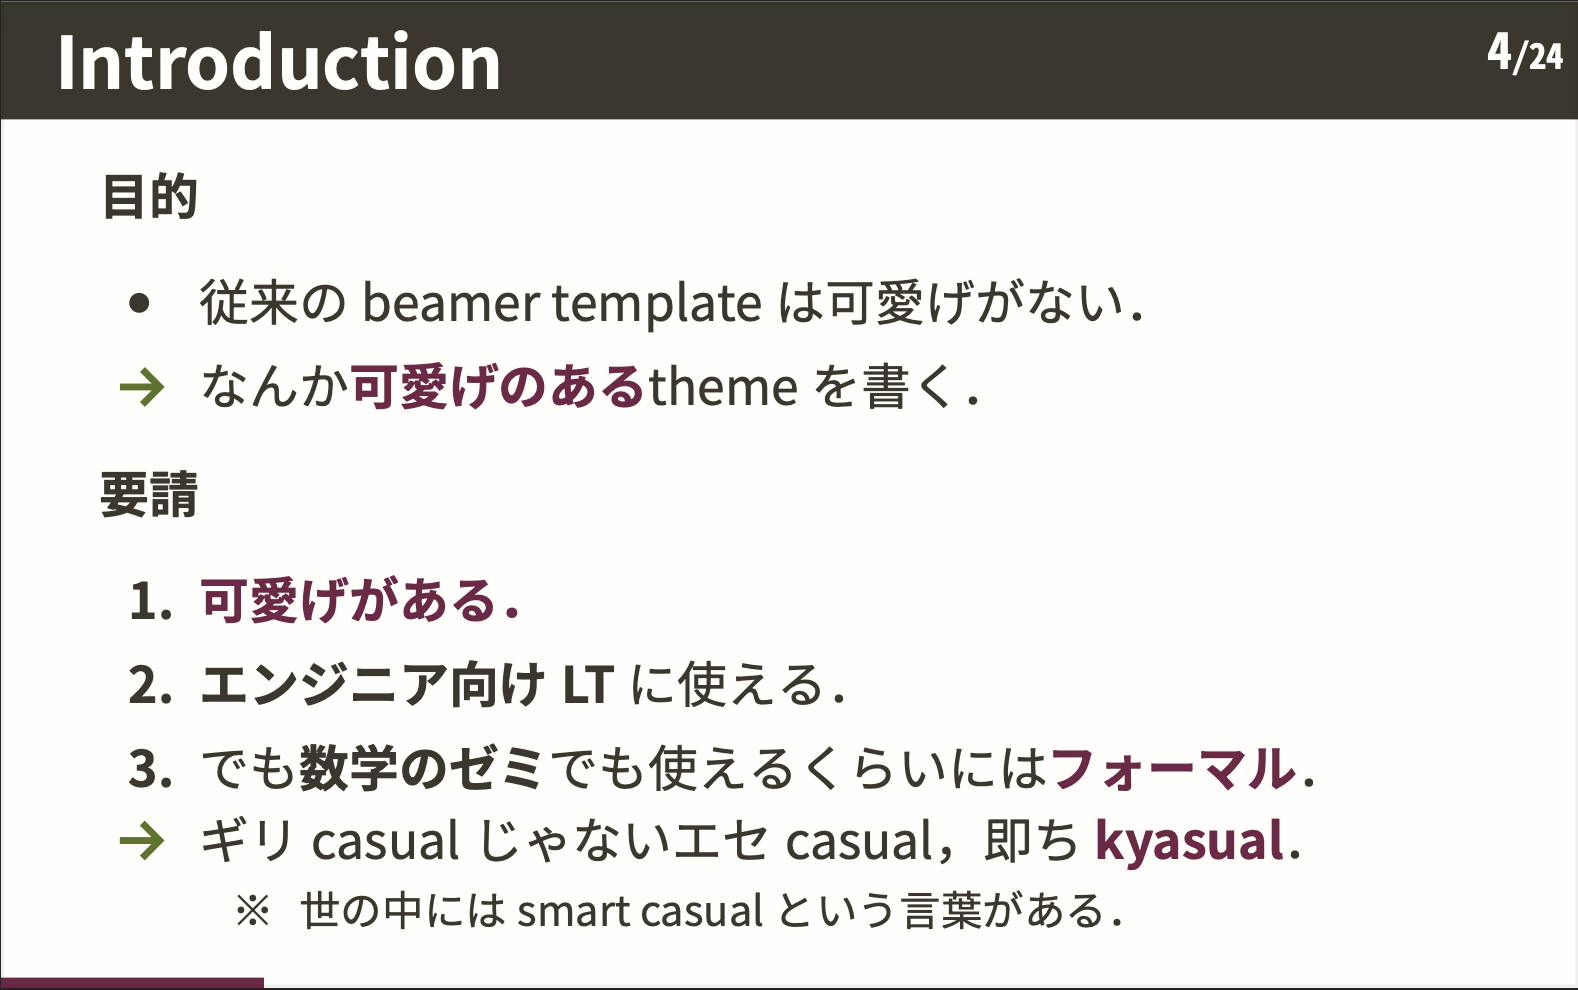 Introduction
4/24
目的
• 従来の beamer template は可愛げがない．
→ なんか可愛げのあるtheme を書く．
要請
1. 可愛げがある．
2. エンジニア向け LT に使える．
3. でも数学のゼミでも使えるくらいにはフォーマル．
→ ギリ casual じゃないエセ casual，即ち kyasual．
※ 世の中には smart casual という言葉がある．